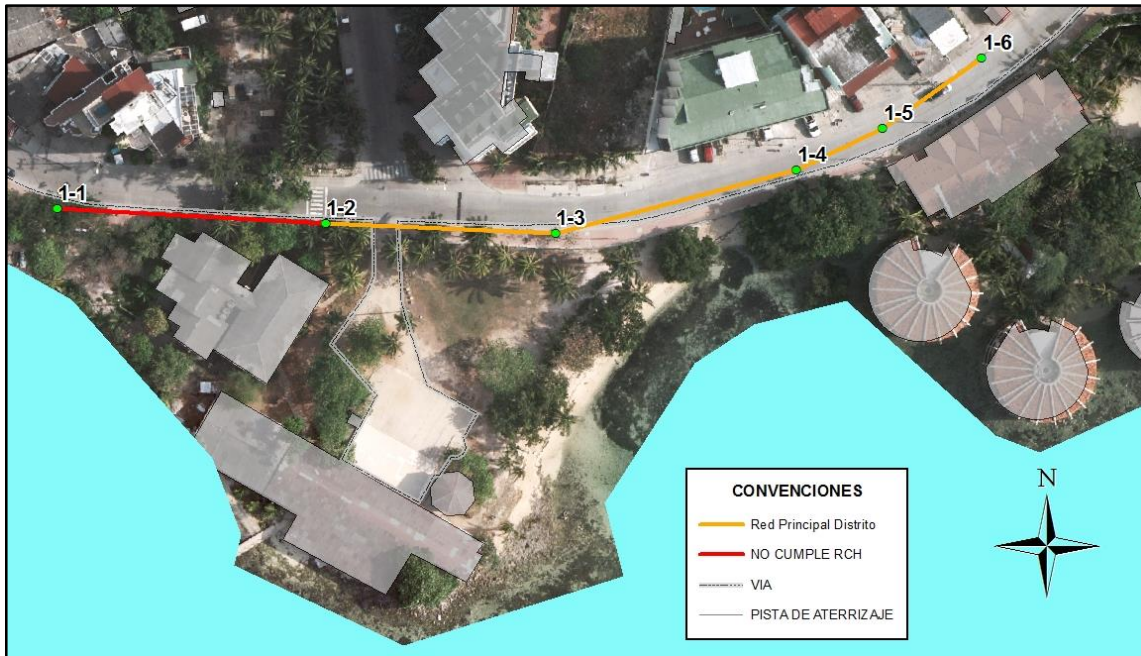 1-6
1-5
1-4
1-1
1-2
1-3
CONVENCIONES
Red Principal Distrito
NO CUMPLE RCH
VIA
PISTA DE ATERRIZAJE
N